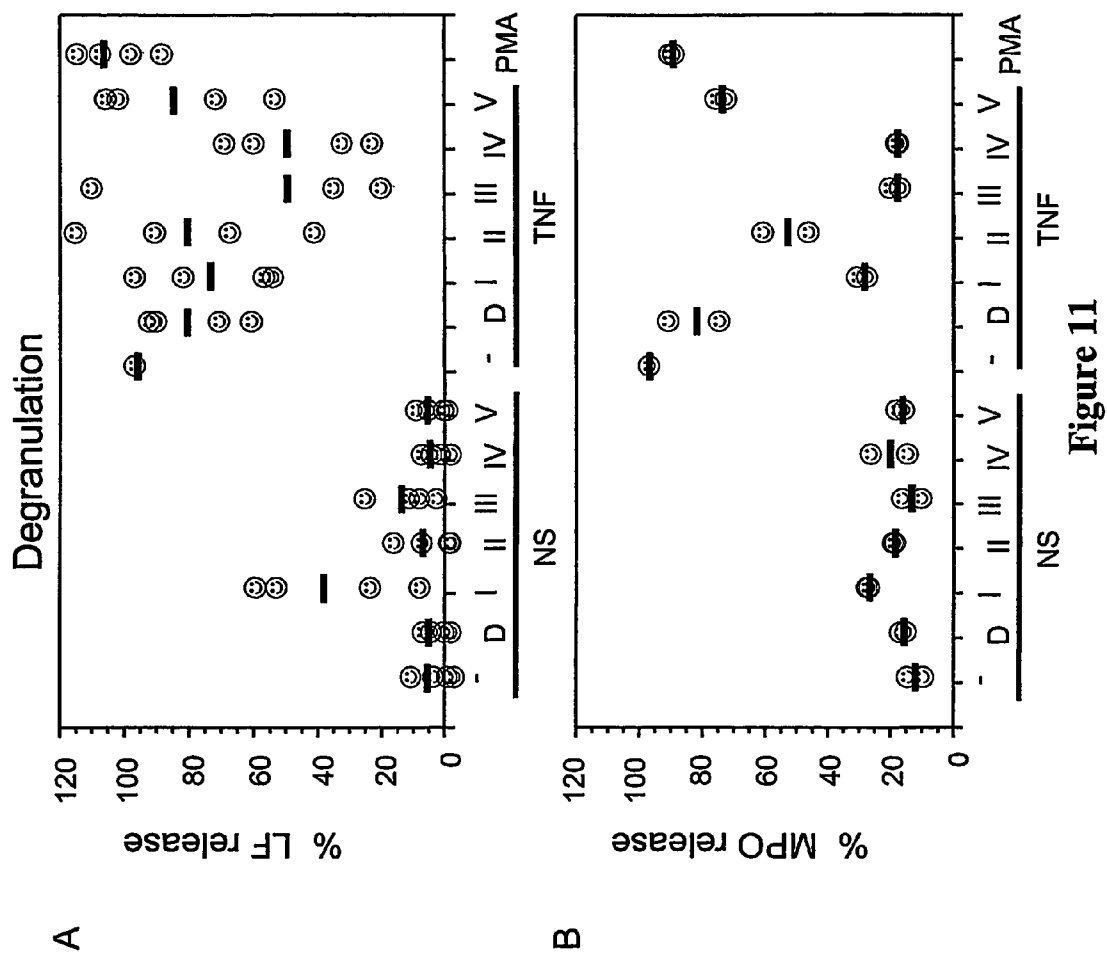 Degranulation
A
% LF release
120
100
80
60
40
20
0
- D I II III IV V - D I II III IV V PMA
NS TNF
B
% MPO release
120
100
80
60
40
20
0
- D I II III IV V - D I II III IV V PMA
NS TNF
Figure 11